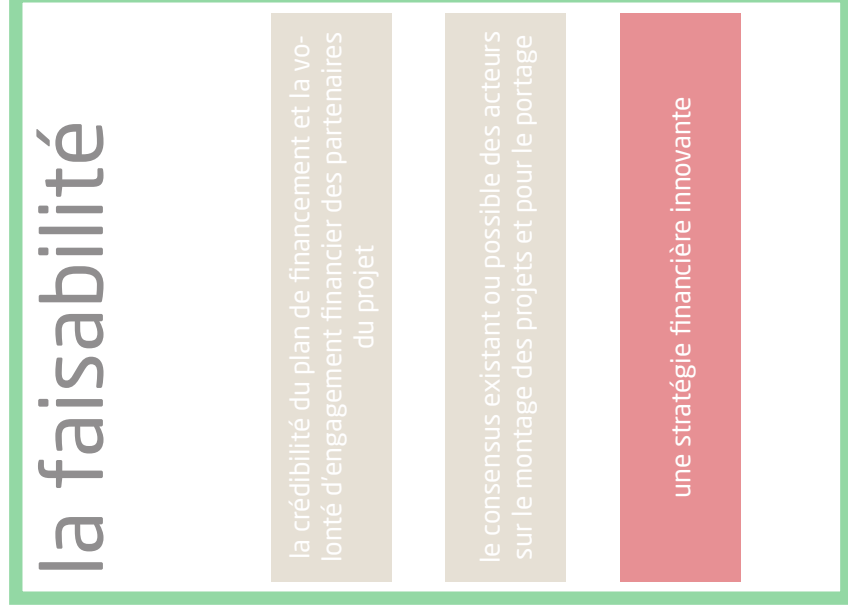 la faisabilité
la crédibilité du plan de financement et la vo-
lonté d'engagement financier des partenaires
du projet
le consensus existant ou possible des acteurs
sur le montage des projets et pour le portage
une stratégie financière innovante